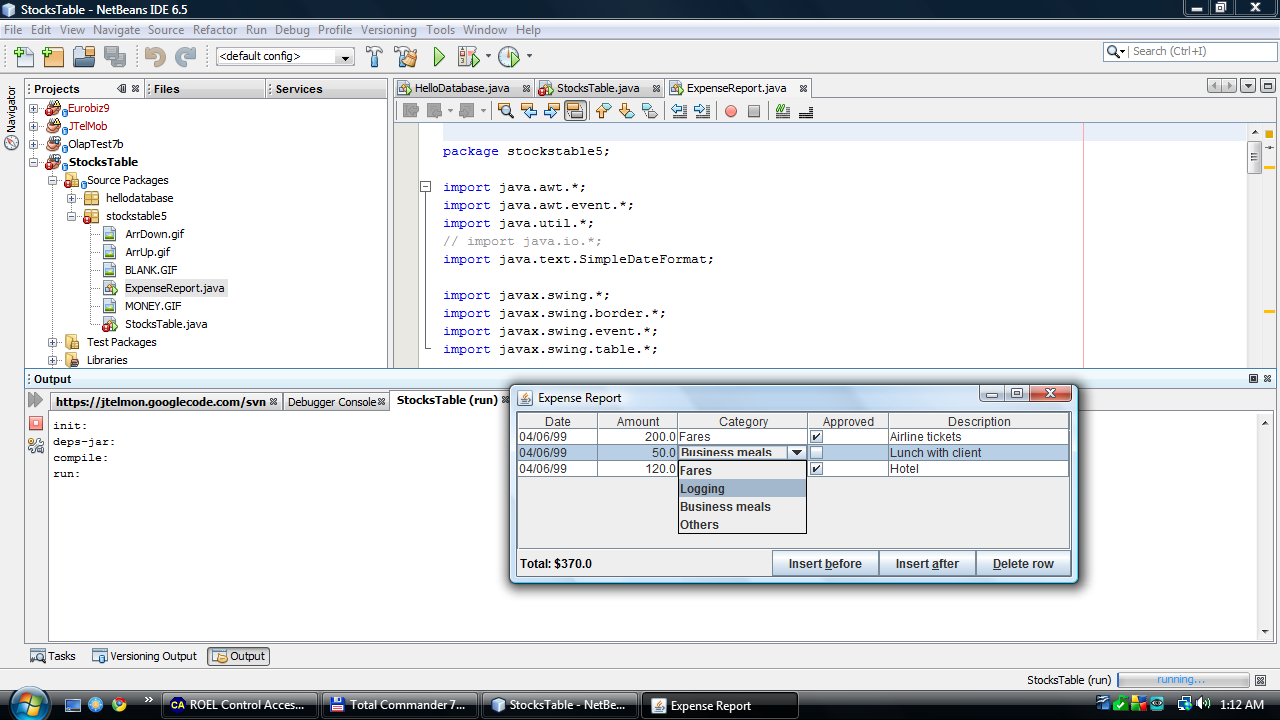 StocksTable - NetBeans IDE 6.5
File Edit View Navigate Source Refactor Run Debug Profile Versioning Tools Window Help
<default config>
Search (Ctrl+I)
Navigator
Projects
Files
Services
Eurobiz9
JTelMob
OlapTest7b
StocksTable
Source Packages
hellodatabase
stockstable5
ArrDown.gif
ArrUp.gif
BLANK.GIF
ExpenseReport.java
MONEY.GIF
StocksTable.java
Test Packages
Libraries
HelloDatabase.java
StocksTable.java
ExpenseReport.java
package stockstable5;
import java.awt.*;
import java.awt.event.*;
import java.util.*;
// import java.io.*;
import java.text.SimpleDateFormat;
import javax.swing.*;
import javax.swing.border.*;
import javax.swing.event.*;
import javax.swing.table.*;
Output
https://jtelmon.googlecode.com/svn
Debugger Console
StocksTable (run)
init:
deps-jar:
compile:
run:
Expense Report
Date Amount Category Approved Description
04/06/99 200.0 Fares Airline tickets
04/06/99 50.0 Business meals Lunch with client
04/06/99 120.0 Hotel
Fares
Logging
Business meals
Others
Total: $370.0
Insert before
Insert after
Delete row
Tasks
Versioning Output
Output
StocksTable (run)
running...
CA ROEL Control Acces...
Total Commander 7....
StocksTable - NetBe...
Expense Report
1:12 AM